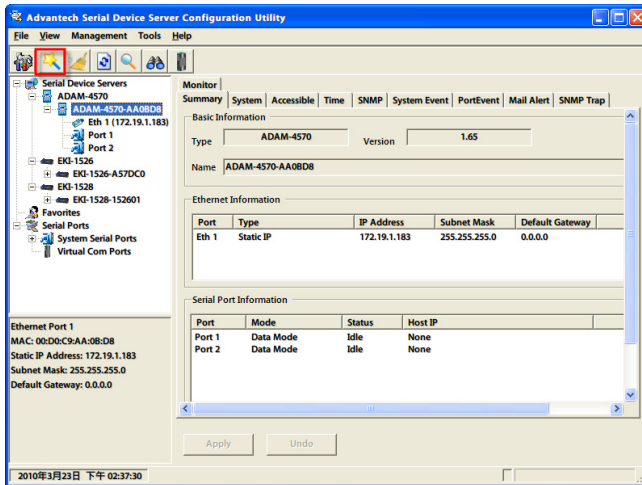 Advantech Serial Device Server Configuration Utility
File View Management Tools Help
Serial Device Servers
ADAM-4570
ADAM-4570-AA0BD8
Eth 1 (172.19.1.183)
Port 1
Port 2
EKI-1526
EKI-1526-A57DC0
EKI-1528
EKI-1528-152601
Favorites
Serial Ports
System Serial Ports
Virtual Com Ports
Ethernet Port 1
MAC: 00:D0:C9:AA:0B:D8
Static IP Address: 172.19.1.183
Subnet Mask: 255.255.255.0
Default Gateway: 0.0.0.0
Monitor
Summary System Accessible Time SNMP System Event PortEvent Mail Alert SNMP Trap
Basic Information
Type ADAM-4570 Version 1.65
Name ADAM-4570-AA0BD8
Ethernet Information
Port Type IP Address Subnet Mask Default Gateway
Eth 1 Static IP 172.19.1.183 255.255.255.0 0.0.0.0
Serial Port Information
Port Mode Status Host IP
Port 1 Data Mode Idle None
Port 2 Data Mode Idle None
Apply Undo
2010年3月23日 下午 02:37:30